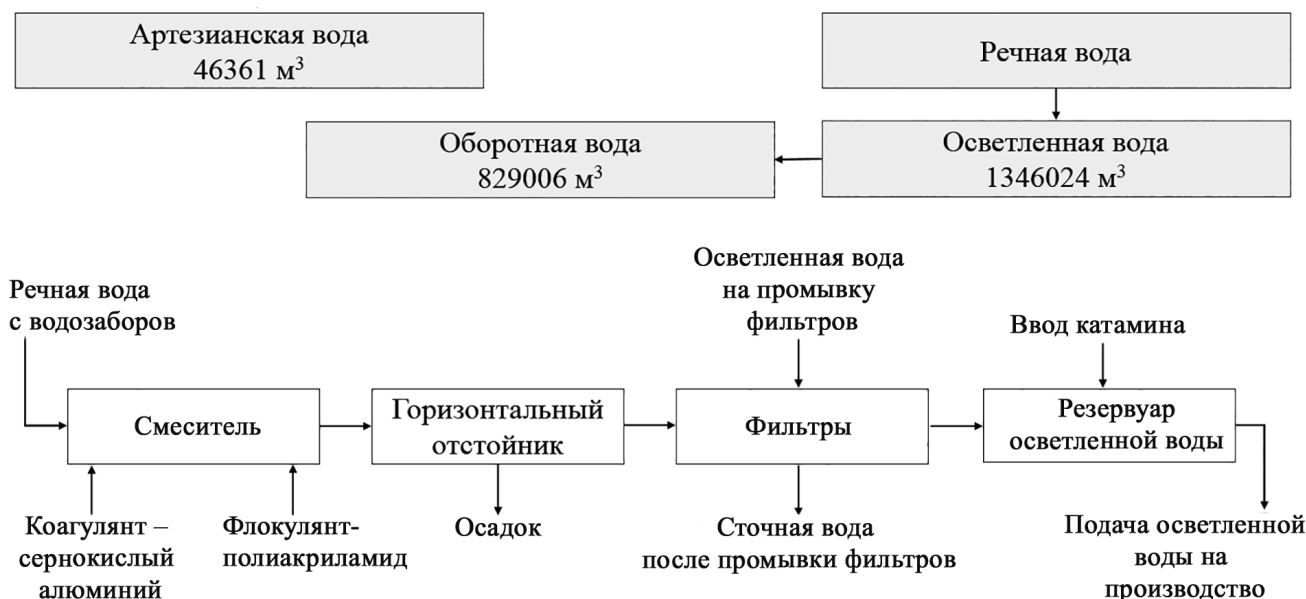 Артезианская вода
46361 м³
Речная вода
Оборотная вода
829006 м³
Осветленная вода
1346024 м³
Речная вода
с водозаборов
Осветленная вода
на промывку
фильтров
Ввод катамина
Смеситель
Горизонтальный
отстойник
Фильтры
Резервуар
осветленной воды
Коагулянт –
сернокислый
алюминий
Флокулянт-
полиакриламид
Осадок
Сточная вода
после промывки фильтров
Подача осветленной
воды на
производство